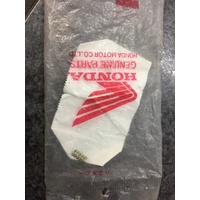 HONDA MOTOR CO.,LTD.
GENUINE PARTS
HONDA